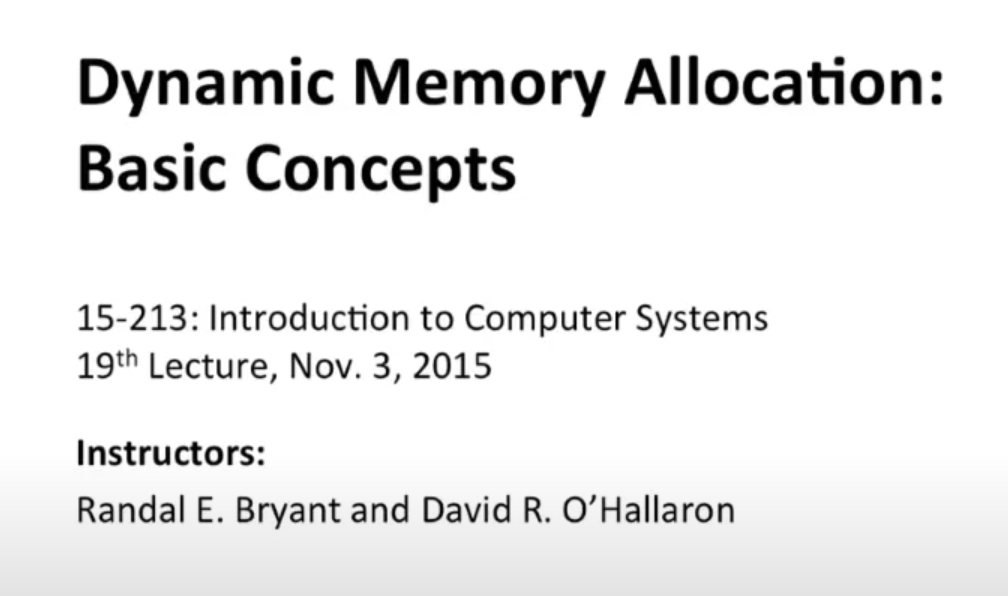 Dynamic Memory Allocation:
Basic Concepts
15-213: Introduction to Computer Systems
19th Lecture, Nov. 3, 2015
Instructors:
Randal E. Bryant and David R. O’Hallaron